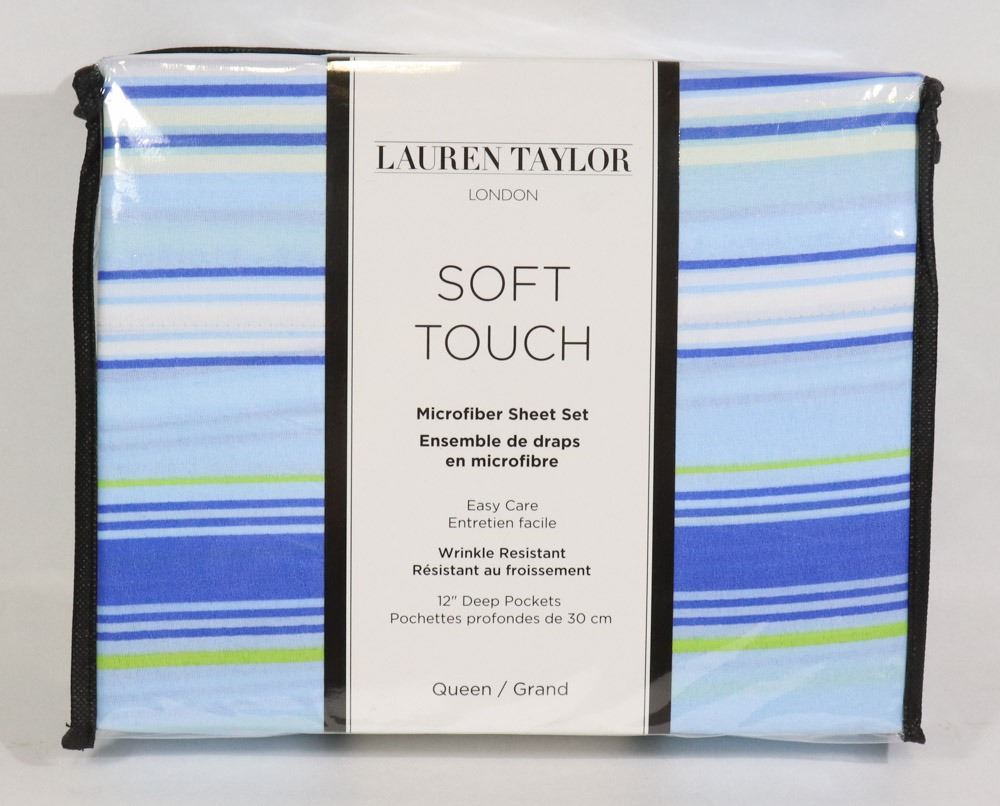 LAUREN TAYLOR
LONDON
SOFT
TOUCH
Microfiber Sheet Set
Ensemble de draps
en microfibre
Easy Care
Entretien facile
Wrinkle Resistant
Résistant au froissement
12" Deep Pockets
Pochettes profondes de 30 cm
Queen / Grand